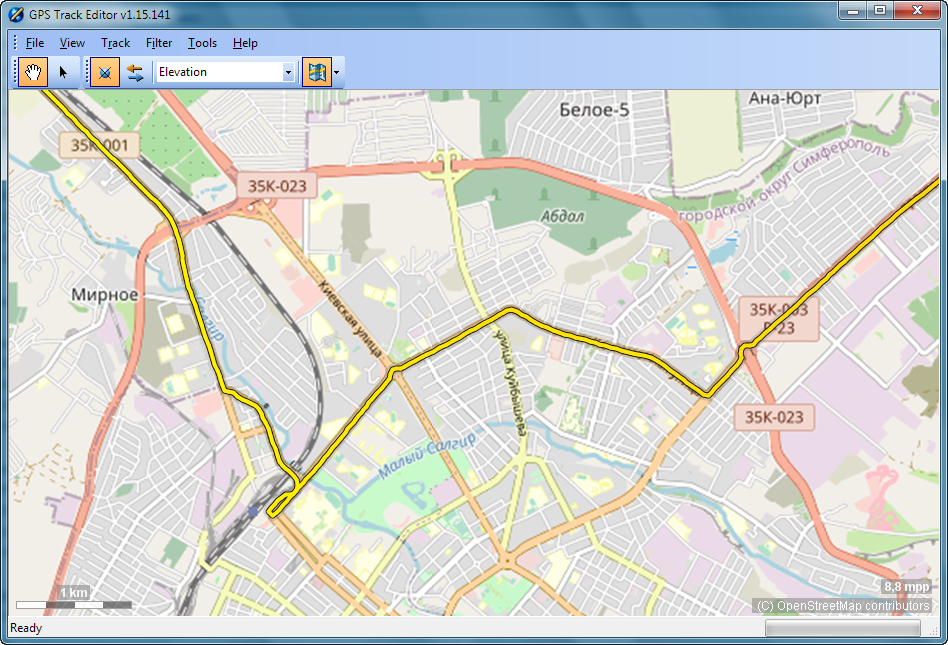 GPS Track Editor v1.15.141
File View Track Filter Tools Help
Elevation
Белое-5
Ана-Юрт
35К-001
35К-023
городской округ Симферополь
Абдал
Мирное
Салгир
Киевская улица
35К-003
улица Куйбышева
35К-023
Малый Салгир
1 km
8,8 mpp
(C) OpenStreetMap contributors
Ready